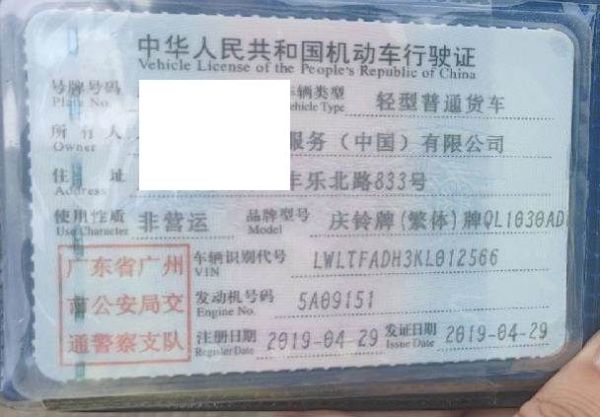 中华人民共和国机动车行驶证
Vehicle License of the People's Republic of China
号牌号码 车辆类型 轻型普通货车
Plate No. Vehicle Type
所有人 服务（中国）有限公司
Owner
住 址 丰乐北路833号
Address
使用性质 非营运 品牌型号 庆铃牌(繁体)牌QL1030AD
Use Character Model
广东省广州
市公安局交
通警察支队
车辆识别代号 LWLTFADH3KL012566
VIN
发动机号码 5A09151
Engine No.
注册日期 2019-04-29 发证日期 2019-04-29
Register Date Issue Date